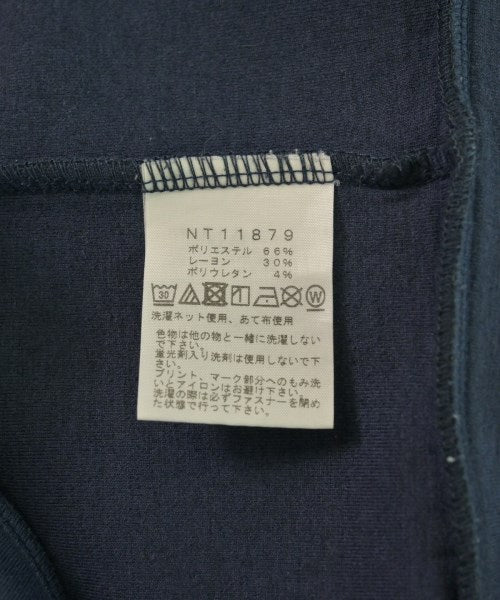 NT11879
ポリエステル 66%
レーヨン 30%
ポリウレタン 4%
30 W
洗濯ネット使用、あて布使用
色物は他の物と一緒に洗濯しない
で下さい。
蛍光剤入り洗剤は使用しないで下さい。
プリント、マーク部分へのもみ洗
いとアイロンはお避け下さい。
洗濯の際は必ずファスナーを閉め
た状態で行って下さい。